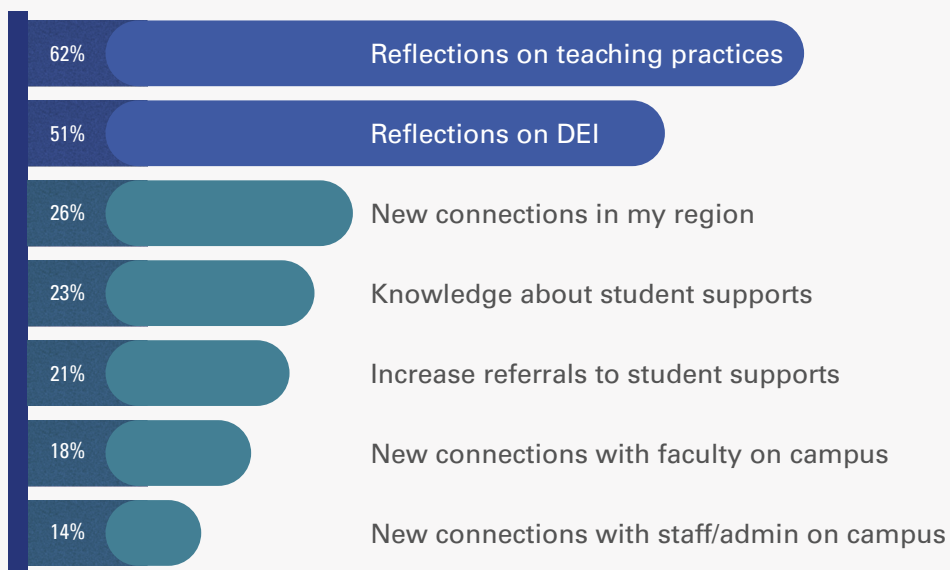 62% Reflections on teaching practices
51% Reflections on DEI
26% New connections in my region
23% Knowledge about student supports
21% Increase referrals to student supports
18% New connections with faculty on campus
14% New connections with staff/admin on campus